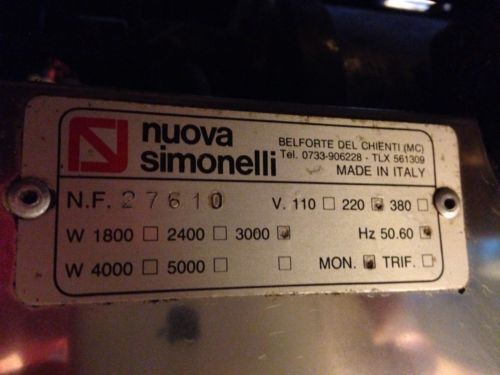 nuova
simonelli
BELFORTE DEL CHIENTI (MC)
Tel. 0733-906228 - TLX 561309
MADE IN ITALY
N.F. 27610 V. 110 220 380
W 1800 2400 3000 Hz 50.60
W 4000 5000 MON. TRIF.